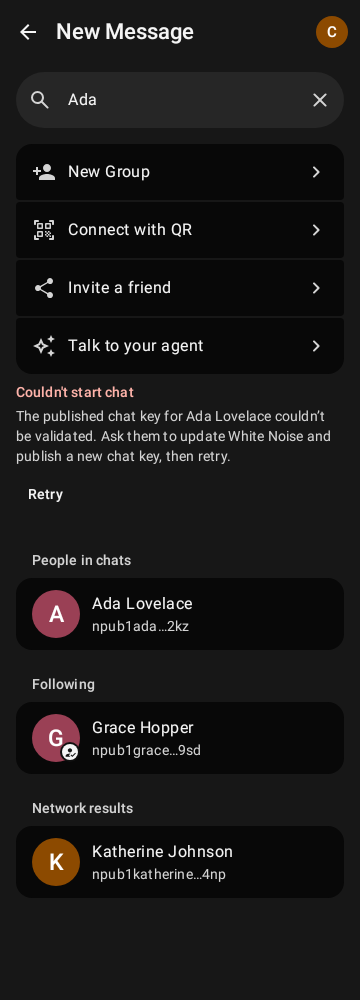 New Message
C
Ada
New Group
Connect with QR
Invite a friend
Talk to your agent
Couldn't start chat
The published chat key for Ada Lovelace couldn’t
be validated. Ask them to update White Noise and
publish a new chat key, then retry.
Retry
People in chats
A
Ada Lovelace
npub1ada…2kz
Following
G
Grace Hopper
npub1grace…9sd
Network results
K
Katherine Johnson
npub1katherine…4np